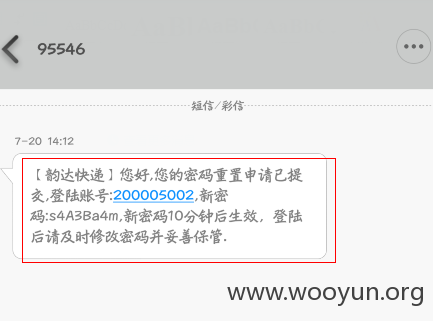 95546
短信/彩信
7-20 14:12
【韵达快递】您好,您的密码重置申请已提
交,登陆账号:200005002,新密
码:s4A3Ba4m,新密码10分钟后生效，登陆
后请及时修改密码并妥善保管.
www.wooyun.org